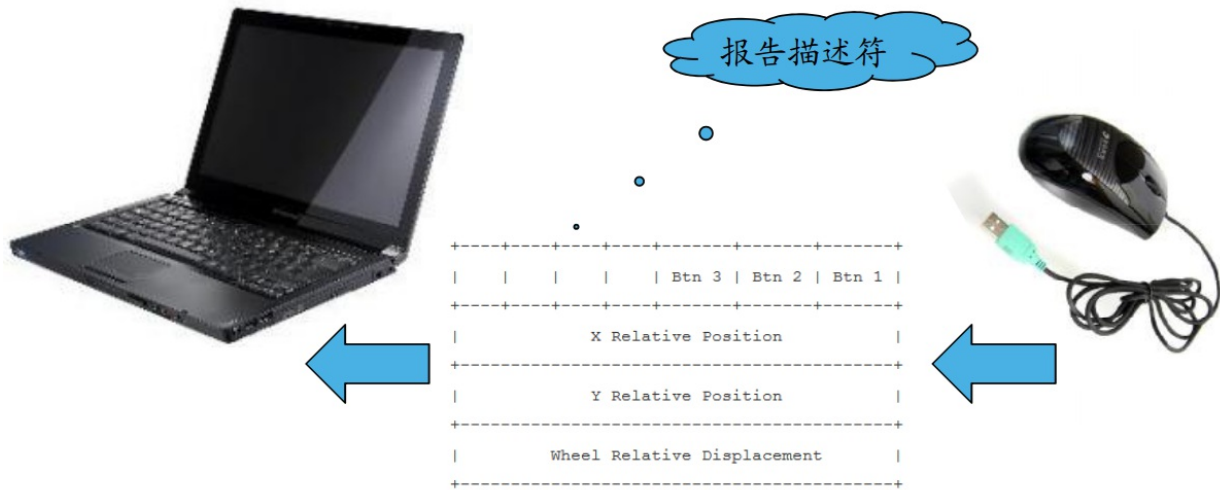 报告描述符
+----+----+----+----+-------+-------+-------+
|    |    |    |    | Btn 3 | Btn 2 | Btn 1 |
+----+----+----+----+-------+-------+-------+
|            X Relative Position            |
+-------------------------------------------+
|            Y Relative Position            |
+-------------------------------------------+
|        Wheel Relative Displacement        |
+-------------------------------------------+